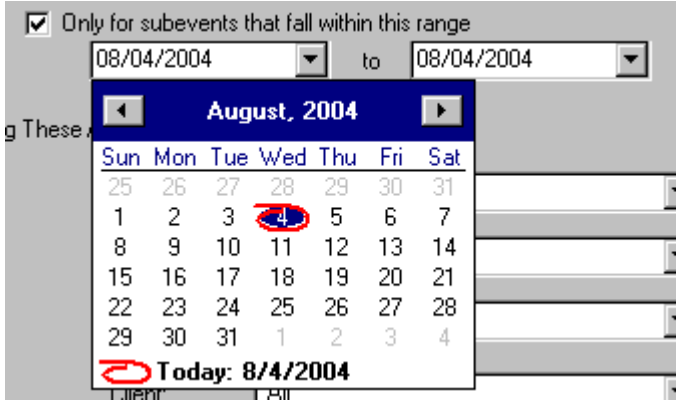 Only for subevents that fall within this range
08/04/2004 to 08/04/2004
August, 2004
g These
Sun Mon Tue Wed Thu Fri Sat
25 26 27 28 29 30 31
1 2 3 4 5 6 7
8 9 10 11 12 13 14
15 16 17 18 19 20 21
22 23 24 25 26 27 28
29 30 31 1 2 3 4
Today: 8/4/2004
Client All